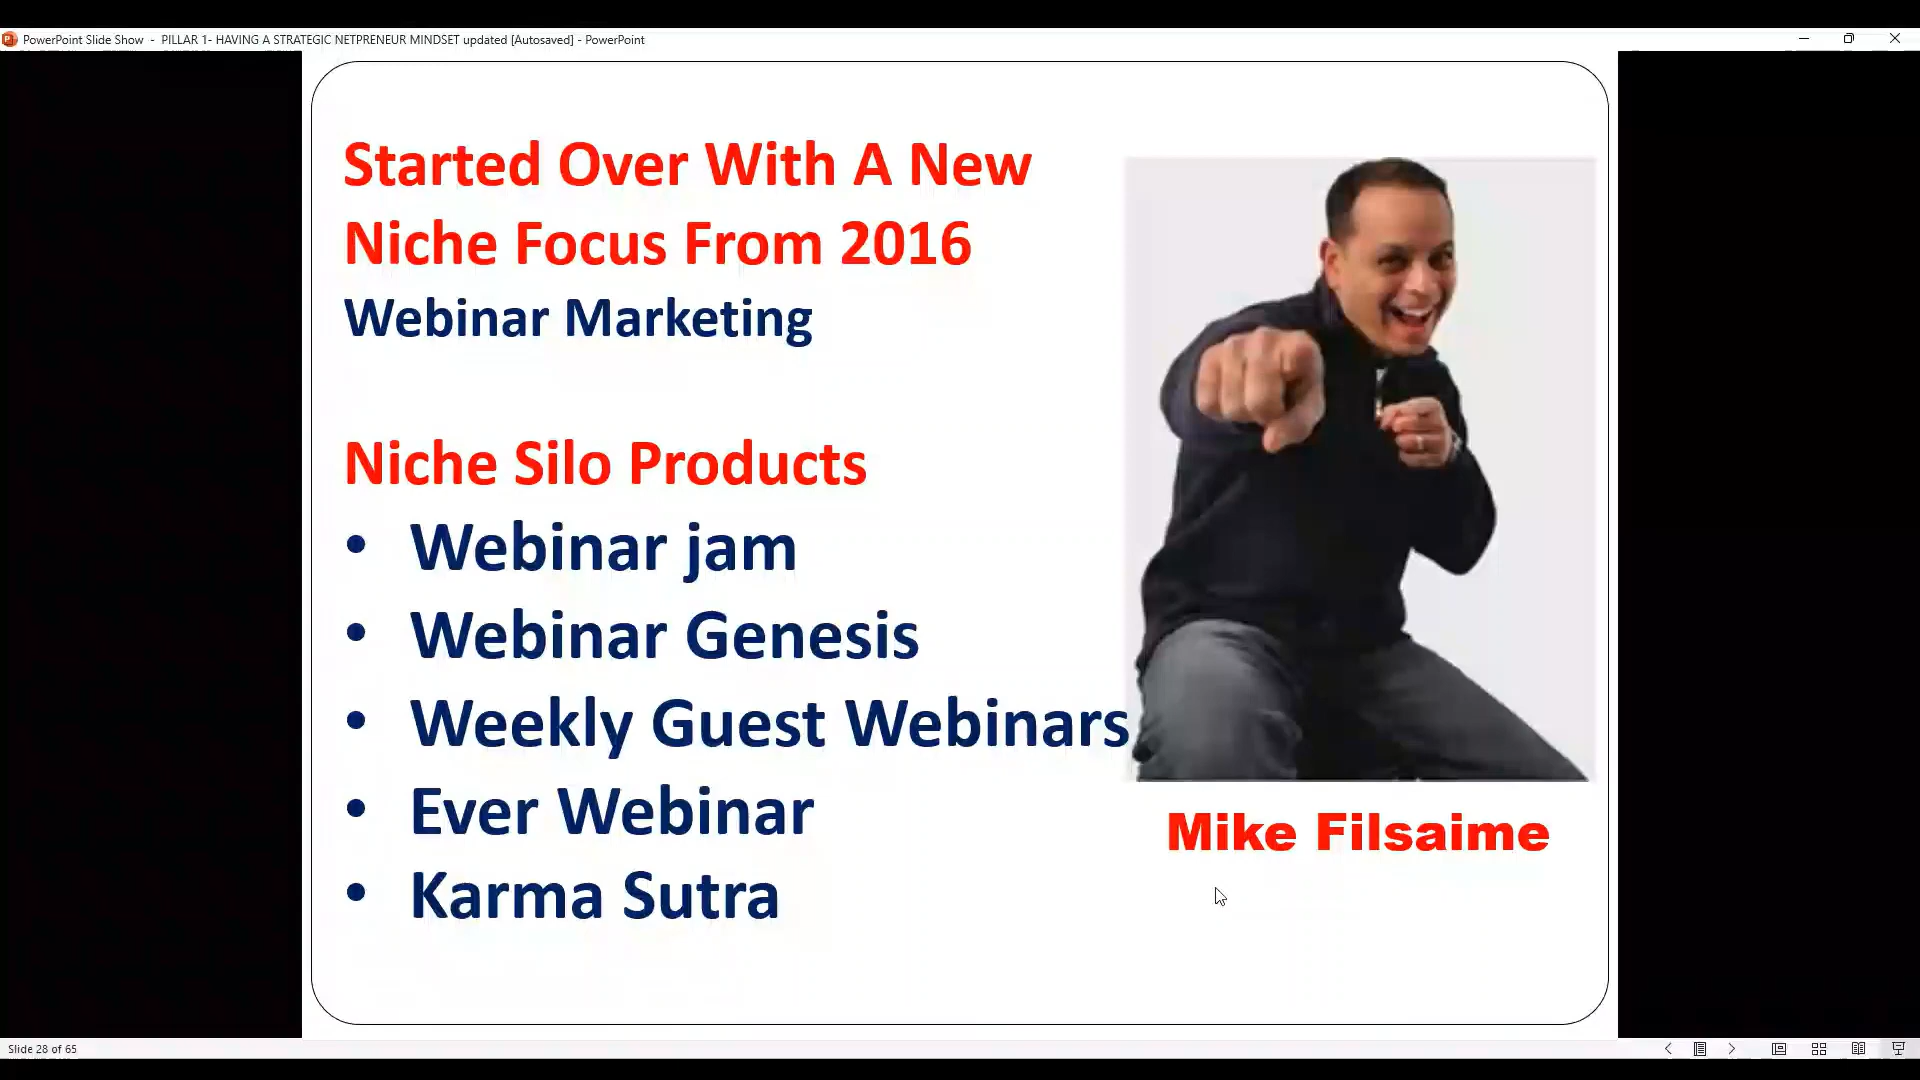 PowerPoint Slide Show - PILLAR 1- HAVING A STRATEGIC NETPRENEUR MINDSET updated [Autosaved] - PowerPoint
Started Over With A New
Niche Focus From 2016
Webinar Marketing
Niche Silo Products
• Webinar jam
• Webinar Genesis
• Weekly Guest Webinars
• Ever Webinar
• Karma Sutra
Mike Filsaime
Slide 28 of 65